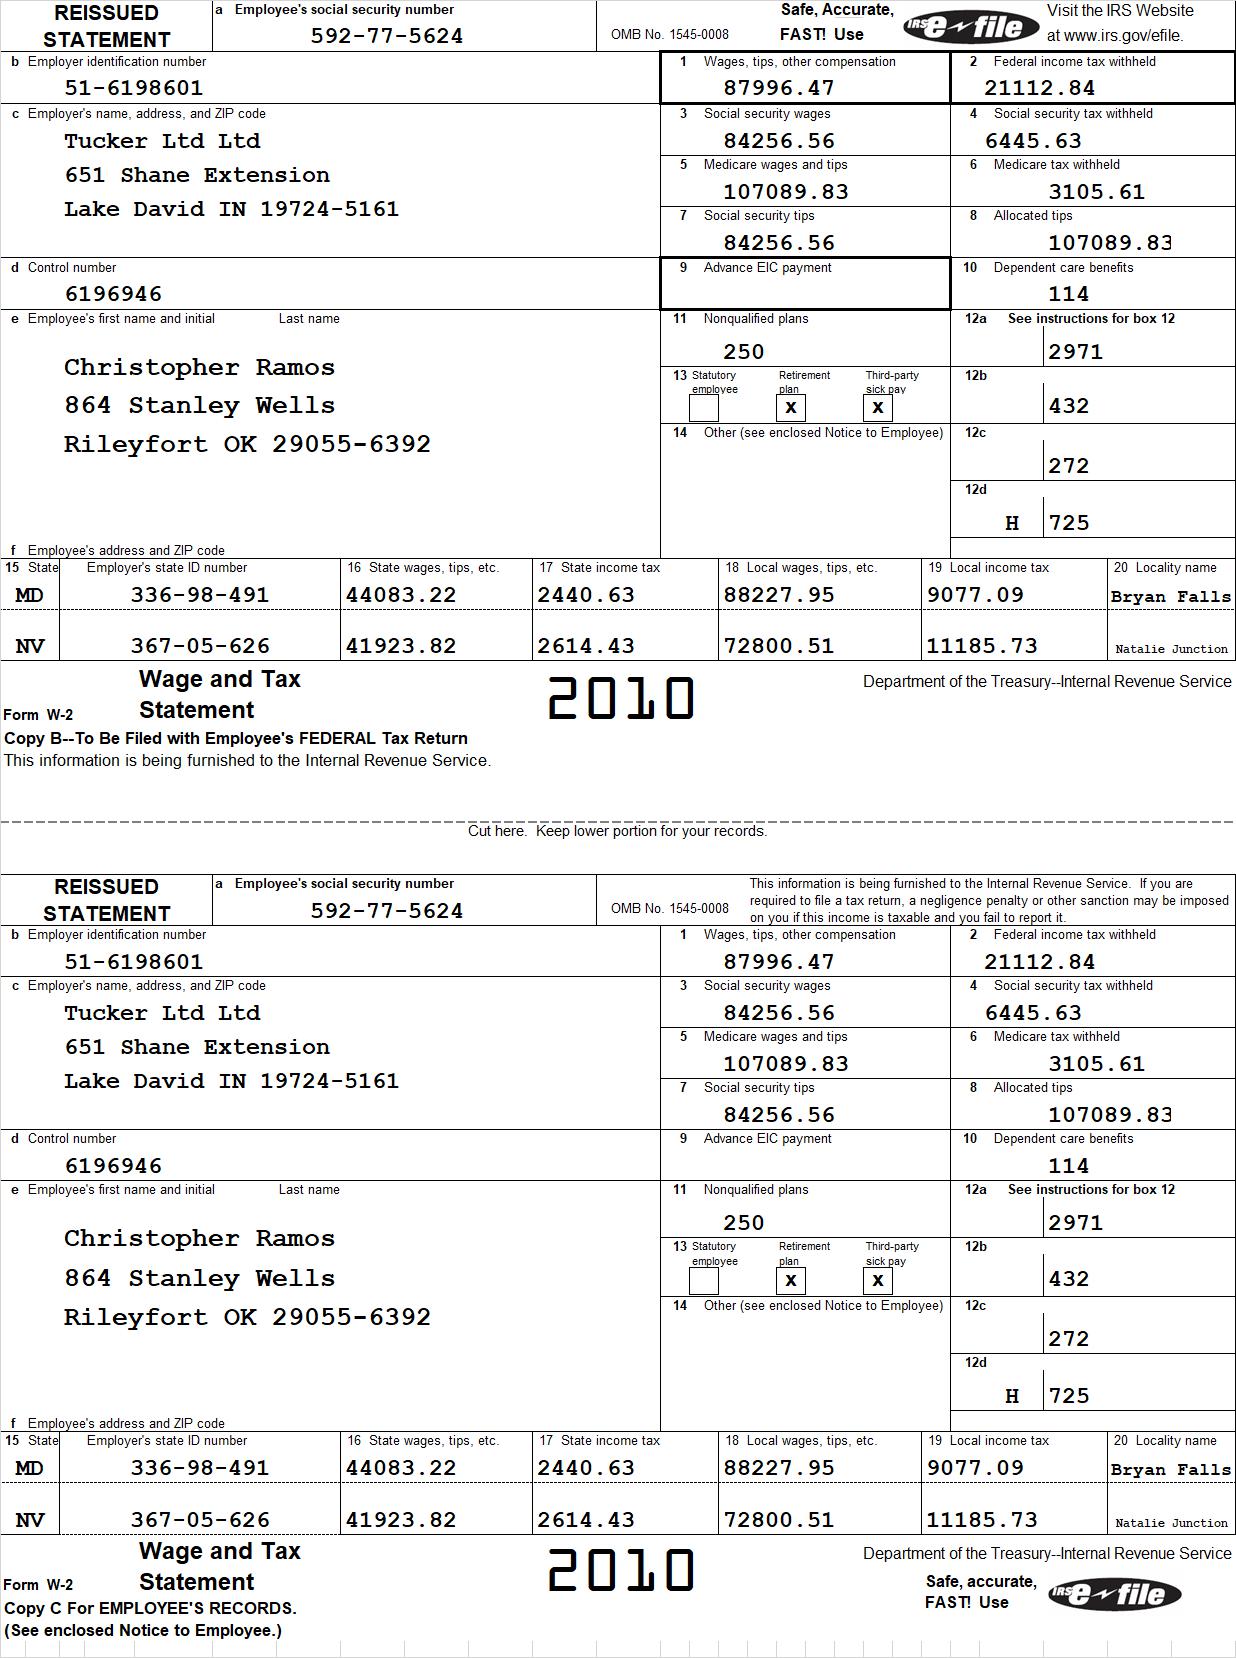 REISSUED STATEMENT
a Employee's social security number
592-77-5624
OMB No. 1545-0008
Safe, Accurate,
FAST! Use
IRS e-file
Visit the IRS Website
at www.irs.gov/efile.
b Employer identification number
51-6198601
1 Wages, tips, other compensation
87996.47
2 Federal income tax withheld
21112.84
c Employer's name, address, and ZIP code
Tucker Ltd Ltd
651 Shane Extension
Lake David IN 19724-5161
3 Social security wages
84256.56
4 Social security tax withheld
6445.63
5 Medicare wages and tips
107089.83
6 Medicare tax withheld
3105.61
7 Social security tips
84256.56
8 Allocated tips
107089.83
d Control number
6196946
9 Advance EIC payment
10 Dependent care benefits
114
e Employee's first name and initial Last name
Christopher Ramos
864 Stanley Wells
Rileyfort OK 29055-6392
11 Nonqualified plans
250
12a See instructions for box 12
2971
13 Statutory employee
Retirement plan
X
Third-party sick pay
X
12b
432
14 Other (see enclosed Notice to Employee)
12c
272
12d
H 725
f Employee's address and ZIP code
15 State Employer's state ID number 16 State wages, tips, etc. 17 State income tax 18 Local wages, tips, etc. 19 Local income tax 20 Locality name
MD 336-98-491 44083.22 2440.63 88227.95 9077.09 Bryan Falls
NV 367-05-626 41923.82 2614.43 72800.51 11185.73 Natalie Junction
Form W-2
Wage and Tax
Statement
2010
Department of the Treasury--Internal Revenue Service
Copy B--To Be Filed with Employee's FEDERAL Tax Return
This information is being furnished to the Internal Revenue Service.
Cut here. Keep lower portion for your records.
REISSUED STATEMENT
a Employee's social security number
592-77-5624
OMB No. 1545-0008
This information is being furnished to the Internal Revenue Service. If you are
required to file a tax return, a negligence penalty or other sanction may be imposed
on you if this income is taxable and you fail to report it.
b Employer identification number
51-6198601
1 Wages, tips, other compensation
87996.47
2 Federal income tax withheld
21112.84
c Employer's name, address, and ZIP code
Tucker Ltd Ltd
651 Shane Extension
Lake David IN 19724-5161
3 Social security wages
84256.56
4 Social security tax withheld
6445.63
5 Medicare wages and tips
107089.83
6 Medicare tax withheld
3105.61
7 Social security tips
84256.56
8 Allocated tips
107089.83
d Control number
6196946
9 Advance EIC payment
10 Dependent care benefits
114
e Employee's first name and initial Last name
Christopher Ramos
864 Stanley Wells
Rileyfort OK 29055-6392
11 Nonqualified plans
250
12a See instructions for box 12
2971
13 Statutory employee
Retirement plan
X
Third-party sick pay
X
12b
432
14 Other (see enclosed Notice to Employee)
12c
272
12d
H 725
f Employee's address and ZIP code
15 State Employer's state ID number 16 State wages, tips, etc. 17 State income tax 18 Local wages, tips, etc. 19 Local income tax 20 Locality name
MD 336-98-491 44083.22 2440.63 88227.95 9077.09 Bryan Falls
NV 367-05-626 41923.82 2614.43 72800.51 11185.73 Natalie Junction
Form W-2
Wage and Tax
Statement
2010
Department of the Treasury--Internal Revenue Service
Safe, accurate,
FAST! Use
IRS e-file
Copy C For EMPLOYEE'S RECORDS.
(See enclosed Notice to Employee.)